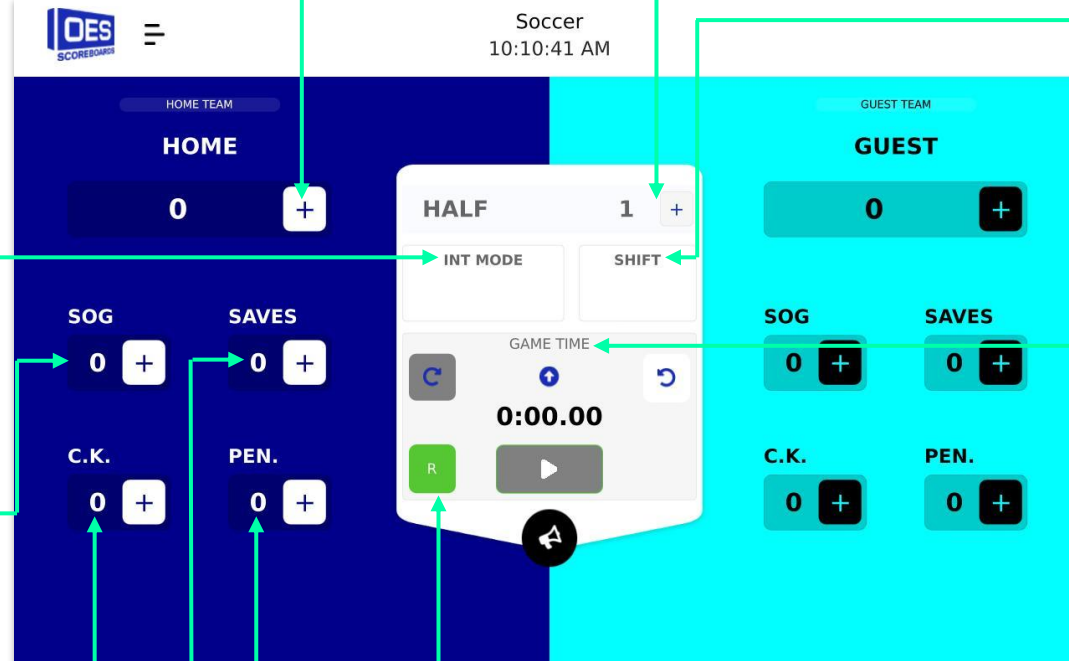 OES
SCOREBOARDS
Soccer
10:10:41 AM
HOME TEAM
HOME
0 +
GUEST TEAM
GUEST
0 +
HALF 1 +
INT MODE
SHIFT
SOG SAVES
0 + 0 +
C.K. PEN.
0 + 0 +
GAME TIME
0:00.00
R
SOG SAVES
0 + 0 +
C.K. PEN.
0 + 0 +